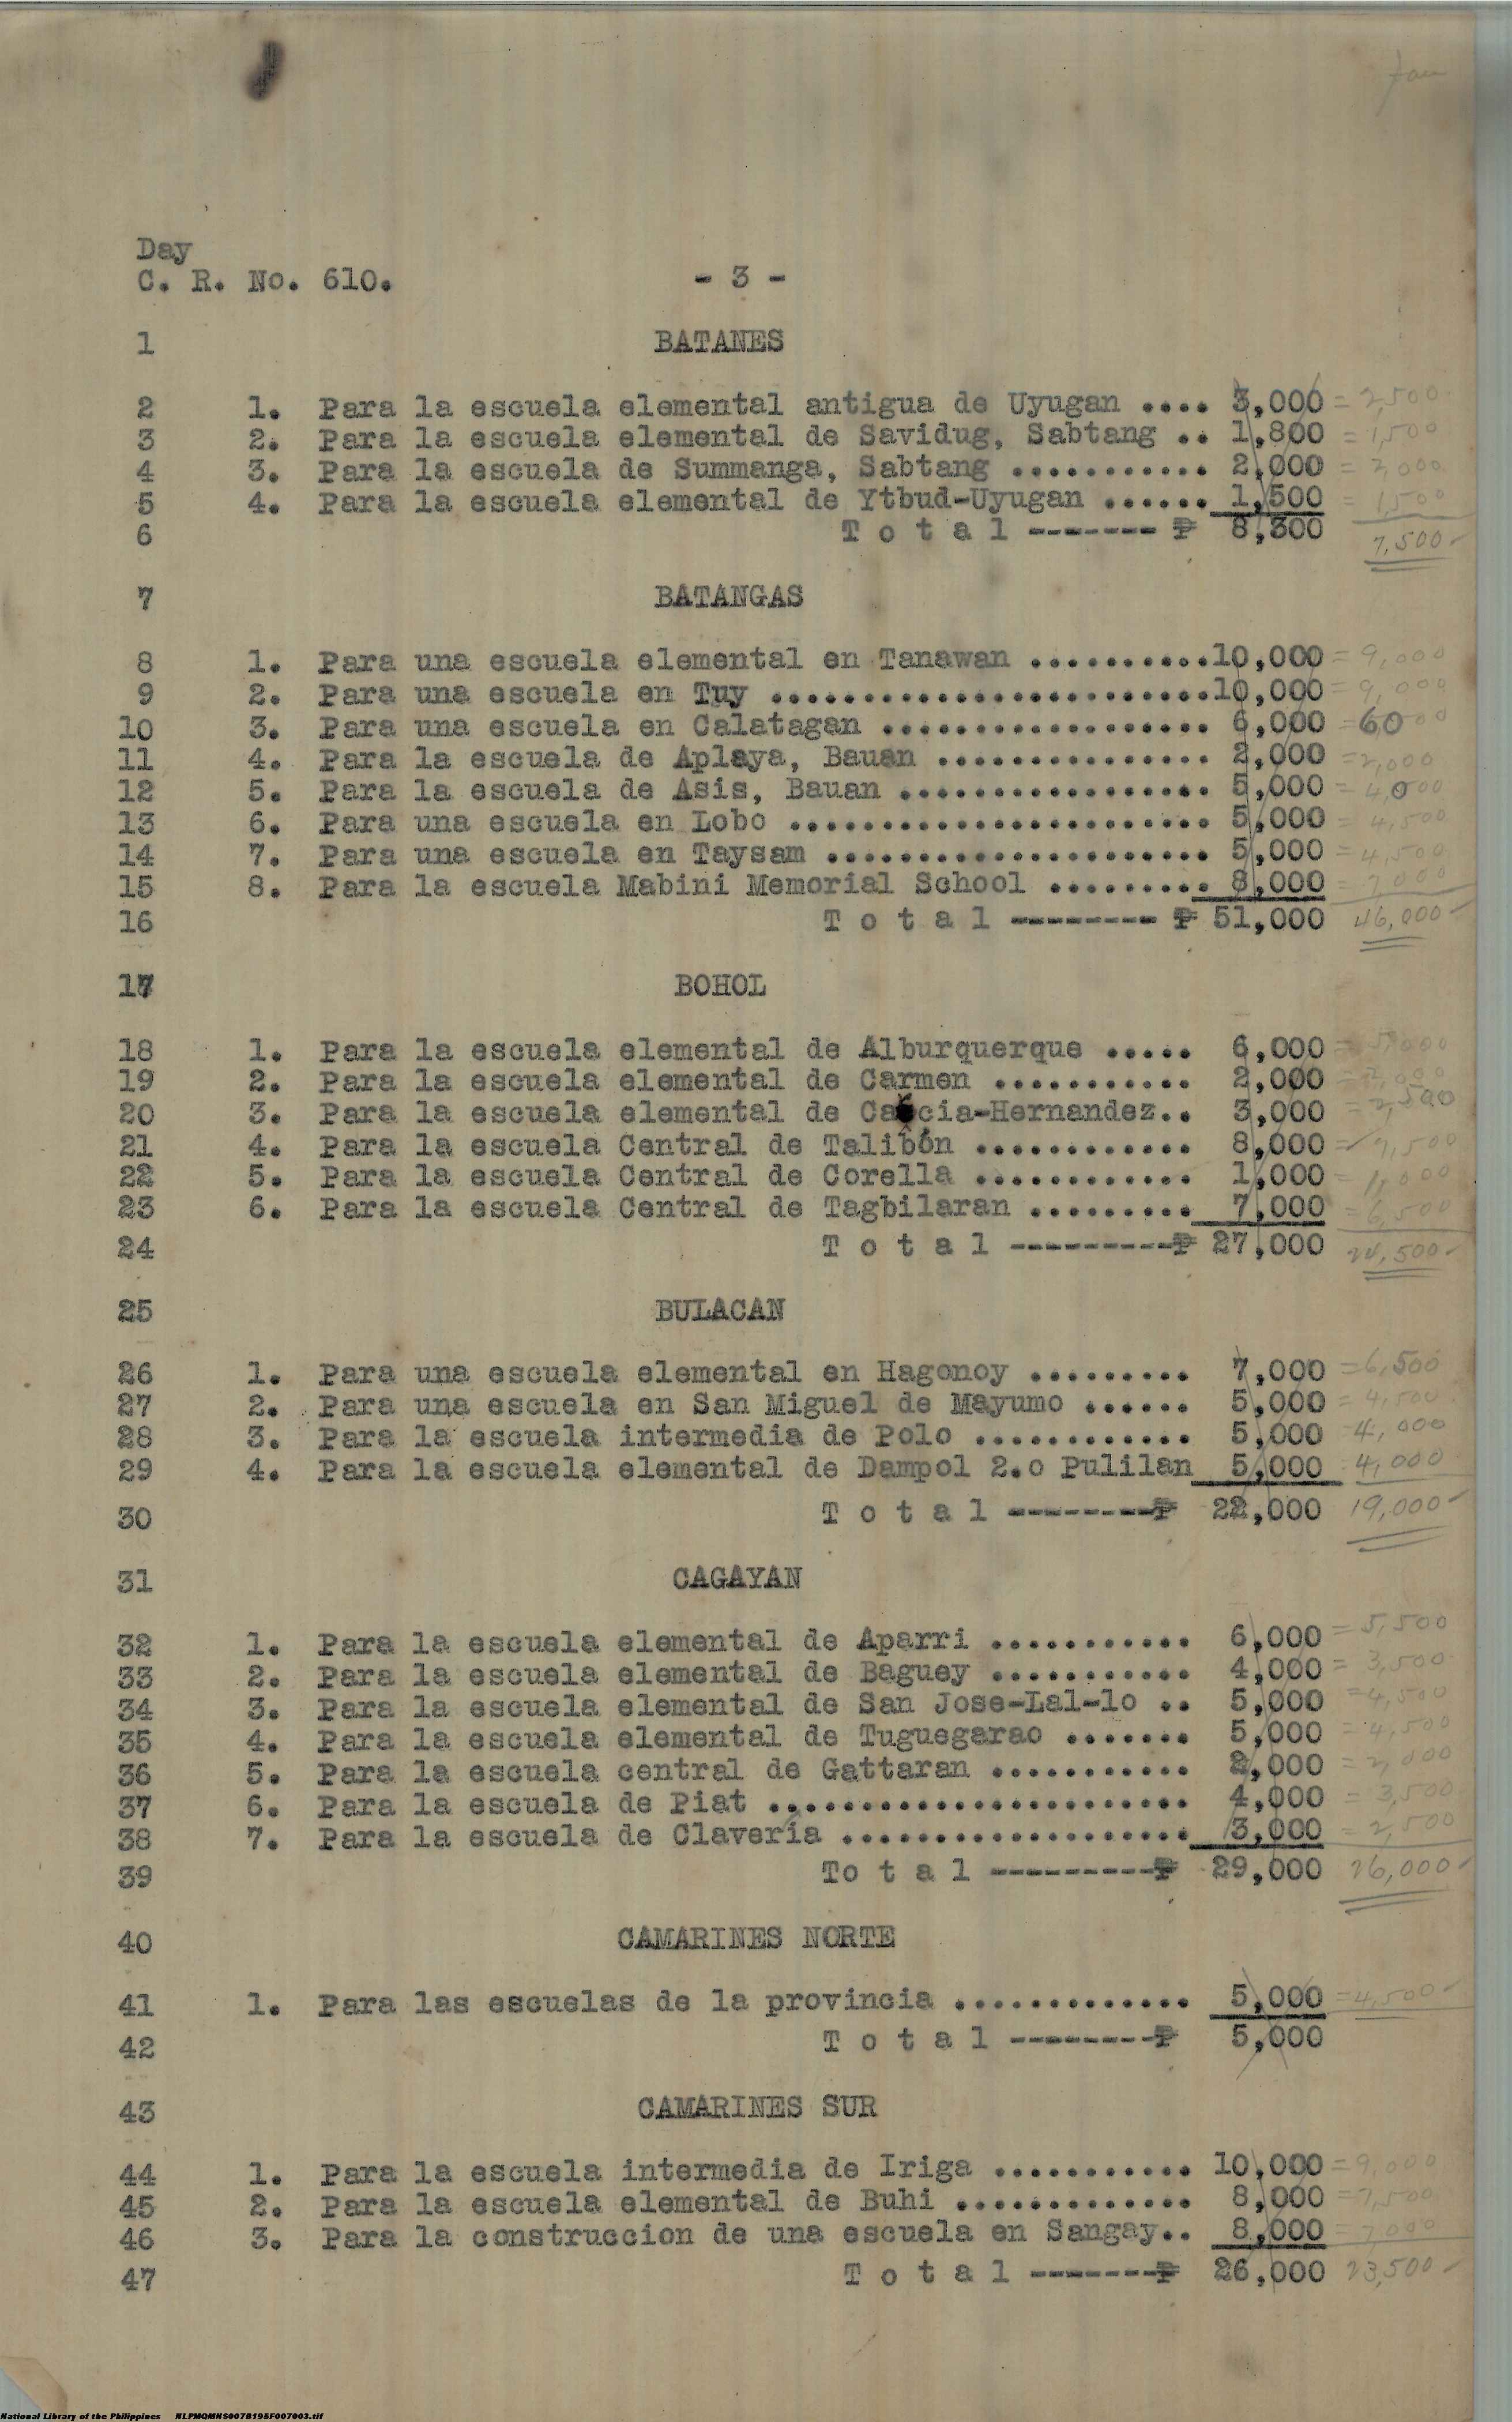 Day
C. R. No. 610.
- 3 -
1 BATANES
2 1. Para la escuela elemental antigua de Uyugan .... 3,000 = 2,500
3 2. Para la escuela elemental de Savidug, Sabtang .. 1,800 = 1,500
4 3. Para la escuela de Summanga, Sabtang ........... 2,000 = 2,000
5 4. Para la escuela elemental de Ytbud-Uyugan ...... 1,500 = 1,500
6 T o t a l ------- ₱ 8,300 7,500
7 BATANGAS
8 1. Para una escuela elemental en Tanawan ..........10,000 = 9,000
9 2. Para una escuela en Tuy ........................10,000 = 9,000
10 3. Para una escuela en Calatagan .................. 6,000 = 6000
11 4. Para la escuela de Aplaya, Bauan ............... 2,000 = 2,000
12 5. Para la escuela de Asis, Bauan ................. 5,000 = 4,000
13 6. Para una escuela en Lobo ....................... 5,000 = 4,500
14 7. Para una escuela en Taysam ..................... 5,000 = 4,500
15 8. Para la escuela Mabini Memorial School ......... 8,000 = 7,000
16 T o t a l -------- ₱ 51,000 46,000
17 BOHOL
18 1. Para la escuela elemental de Alburquerque ..... 6,000 = 5,000
19 2. Para la escuela elemental de Carmen ........... 2,000 = 2,000
20 3. Para la escuela elemental de Ga cia-Hernandez.. 3,000 = 2,500
21 4. Para la escuela Central de Talibón ............ 8,000 = 7,500
22 5. Para la escuela Central de Corella ............ 1,000 = 1,000
23 6. Para la escuela Central de Tagbilaran ......... 7,000 = 6,500
24 T o t a l ---------₱ 27,000 24,500
25 BULACAN
26 1. Para una escuela elemental en Hagonoy ......... 7,000 = 6,500
27 2. Para una escuela en San Miguel de Mayumo ...... 5,000 = 4,500
28 3. Para la escuela intermedia de Polo ............ 5,000 4,000
29 4. Para la escuela elemental de Dampol 2.o Pulilan 5,000 4,000
30 T o t a l --------₱ 22,000 19,000
31 CAGAYAN
32 1. Para la escuela elemental de Aparri ........... 6,000 = 5,500
33 2. Para la escuela elemental de Baguey ........... 4,000 = 3,500
34 3. Para la escuela elemental de San Jose-Lal-lo .. 5,000 = 4,500
35 4. Para la escuela elemental de Tuguegarao ....... 5,000 = 4,500
36 5. Para la escuela central de Gattaran ........... 2,000 = 2,000
37 6. Para la escuela de Piat ....................... 4,000 = 3,500
38 7. Para la escuela de Clavería ................... 3,000 = 2,500
39 To t a l ---------₱ 29,000 26,000
40 CAMARINES NORTE
41 1. Para las escuelas de la provincia ............. 5,000 = 4,500
42 T o t a l --------₱ 5,000
43 CAMARINES SUR
44 1. Para la escuela intermedia de Iriga ........... 10,000 = 9,000
45 2. Para la escuela elemental de Buhi ............. 8,000 = 7,500
46 3. Para la construccion de una escuela en Sangay.. 8,000 = 7,000
47 T o t a l -------₱ 26,000 23,500
National Library of the Philippines NLPMQMNS007B195F007003.tif